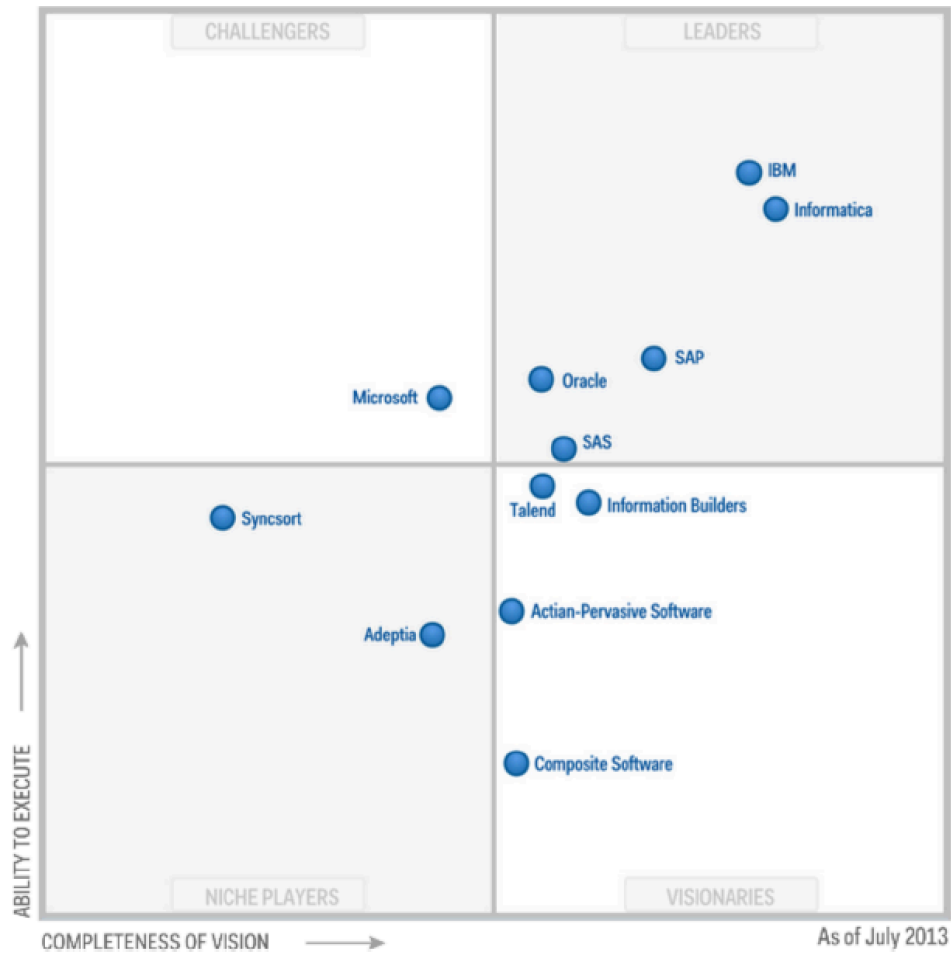 CHALLENGERS
LEADERS
IBM
Informatica
SAP
Oracle
Microsoft
SAS
Talend
Information Builders
Syncsort
Actian-Pervasive Software
Adeptia
Composite Software
ABILITY TO EXECUTE
NICHE PLAYERS
VISIONARIES
COMPLETENESS OF VISION
As of July 2013